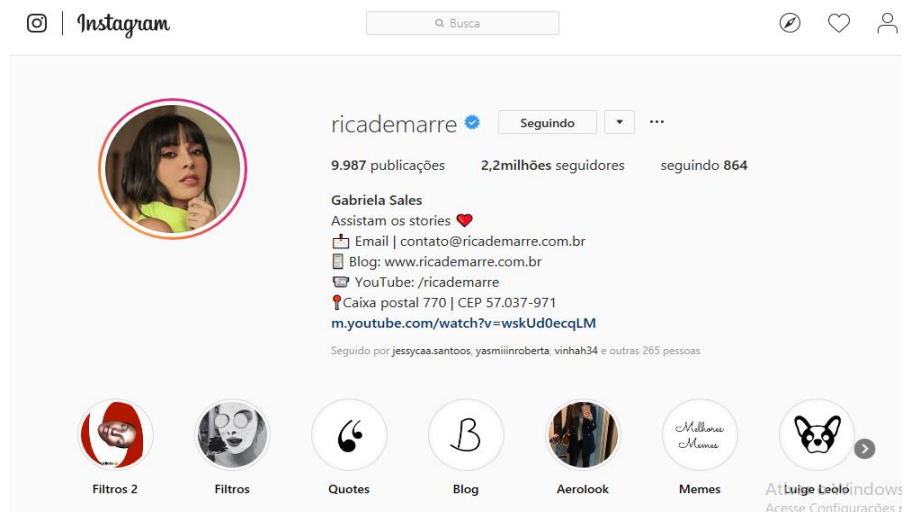 Instagram
Busca
ricademarre Seguindo
9.987 publicações 2,2milhões seguidores seguindo 864
Gabriela Sales
Assistam os stories
Email | contato@ricademarre.com.br
Blog: www.ricademarre.com.br
YouTube: /ricademarre
Caixa postal 770 | CEP 57.037-971
m.youtube.com/watch?v=wskUd0ecqLM
Seguido por jessycaa.santoos, yasmiiinroberta, vinhah34 e outras 265 pessoas
B
Melhores
Memes
Filtros 2 Filtros Quotes Blog Aerolook Memes Luige Leolo
Windows
Acesse Configurações